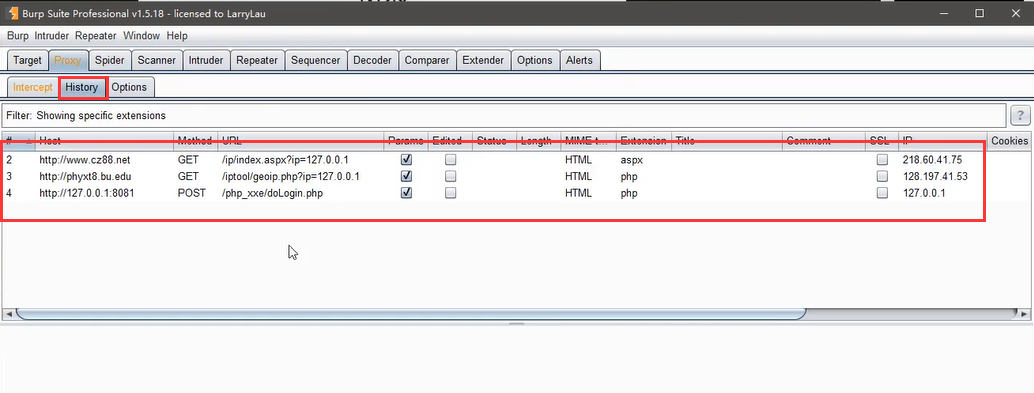 Burp Suite Professional v1.5.18 - licensed to LarryLau
Burp Intruder Repeater Window Help
Target Proxy Spider Scanner Intruder Repeater Sequencer Decoder Comparer Extender Options Alerts
Intercept History Options
Filter: Showing specific extensions ?
# Host Method URL Params Edited Status Length MIME t... Extension Title Comment SSL IP Cookies
2 http://www.cz88.net GET /ip/index.aspx?ip=127.0.0.1 HTML aspx 218.60.41.75
3 http://phyxt8.bu.edu GET /iptool/geoip.php?ip=127.0.0.1 HTML php 128.197.41.53
4 http://127.0.0.1:8081 POST /php_xxe/doLogin.php HTML php 127.0.0.1